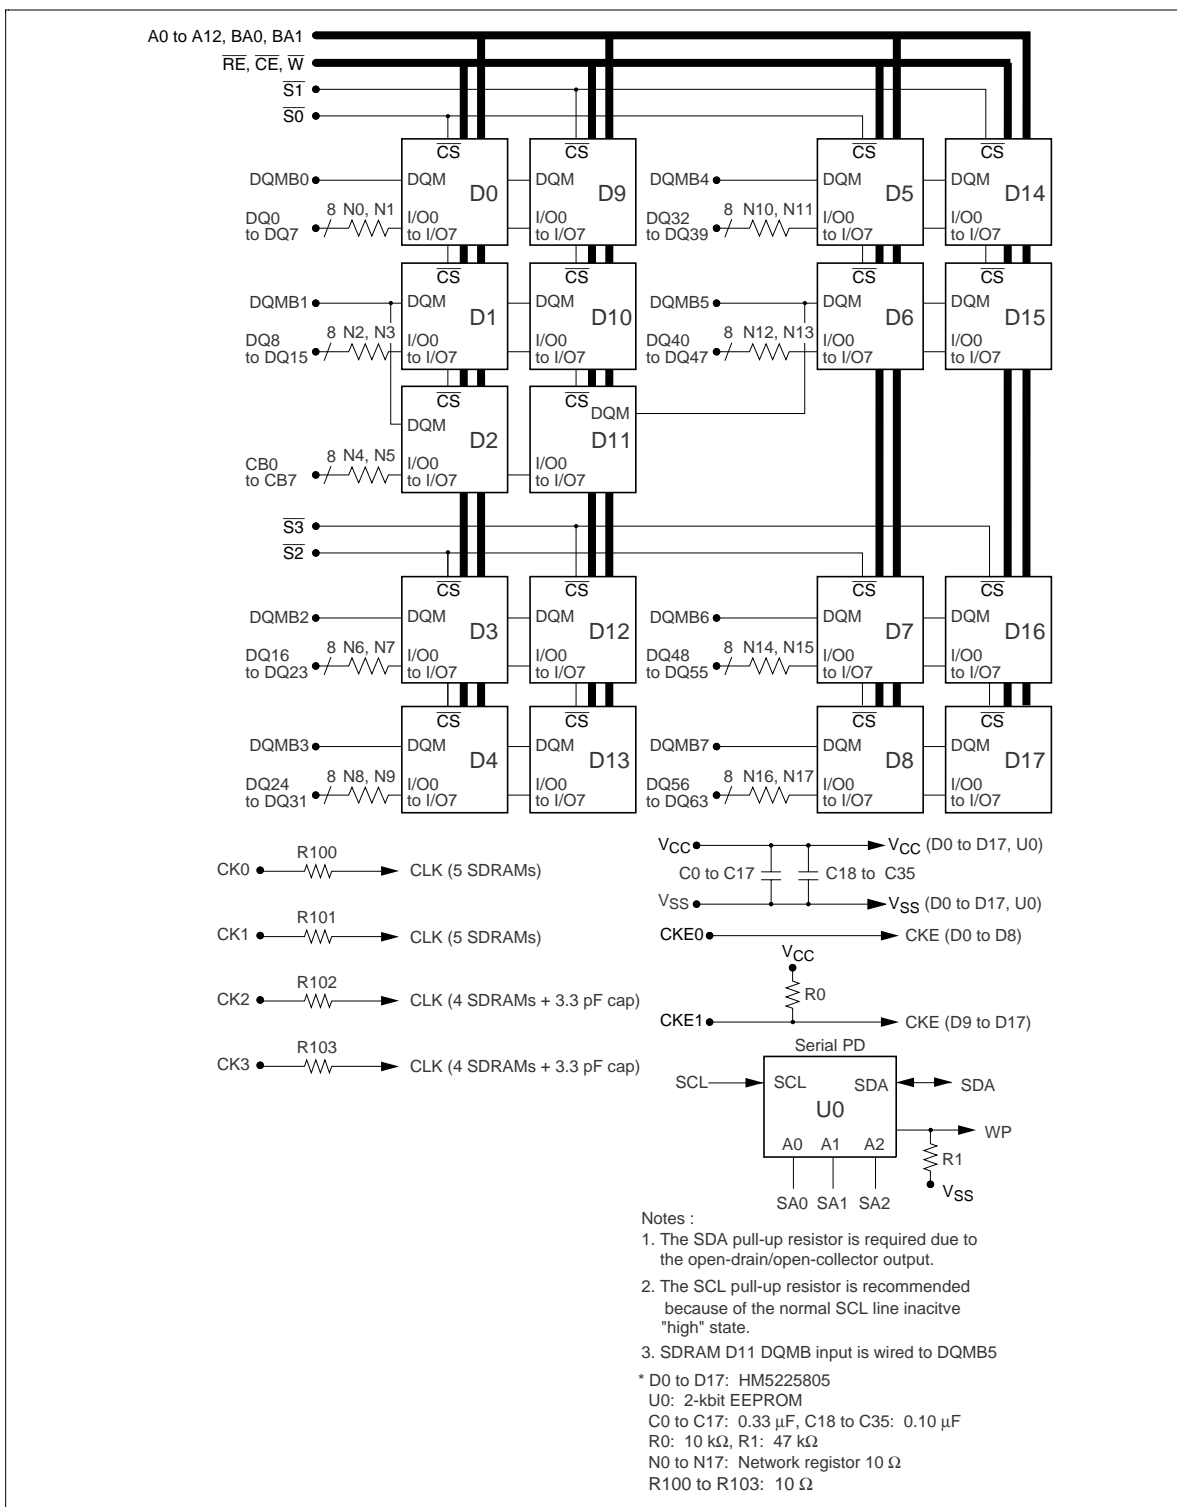 A0 to A12, BA0, BA1
RE, CE, W
S1
S0
CS CS CS CS
DQMB0 DQM D0 DQM D9 DQMB4 DQM D5 DQM D14
DQ0 to DQ7 8 N0, N1 I/O0 to I/O7 I/O0 to I/O7 DQ32 to DQ39 8 N10, N11 I/O0 to I/O7 I/O0 to I/O7
CS CS CS CS
DQMB1 DQM D1 DQM D10 DQMB5 DQM D6 DQM D15
DQ8 to DQ15 8 N2, N3 I/O0 to I/O7 I/O0 to I/O7 DQ40 to DQ47 8 N12, N13 I/O0 to I/O7 I/O0 to I/O7
CS CS
DQM D2 DQM D11
CB0 to CB7 8 N4, N5 I/O0 to I/O7 I/O0 to I/O7
S3
S2
CS CS CS CS
DQMB2 DQM D3 DQM D12 DQMB6 DQM D7 DQM D16
DQ16 to DQ23 8 N6, N7 I/O0 to I/O7 I/O0 to I/O7 DQ48 to DQ55 8 N14, N15 I/O0 to I/O7 I/O0 to I/O7
CS CS CS CS
DQMB3 DQM D4 DQM D13 DQMB7 DQM D8 DQM D17
DQ24 to DQ31 8 N8, N9 I/O0 to I/O7 I/O0 to I/O7 DQ56 to DQ63 8 N16, N17 I/O0 to I/O7 I/O0 to I/O7
R100
CK0 CLK (5 SDRAMs)
R101
CK1 CLK (5 SDRAMs)
R102
CK2 CLK (4 SDRAMs + 3.3 pF cap)
R103
CK3 CLK (4 SDRAMs + 3.3 pF cap)
VCC VCC (D0 to D17, U0)
C0 to C17 C18 to C35
VSS VSS (D0 to D17, U0)
CKE0 CKE (D0 to D8)
VCC
R0
CKE1 CKE (D9 to D17)
Serial PD
SCL SCL SDA SDA
U0
WP
A0 A1 A2 R1
SA0 SA1 SA2 VSS
Notes :
1. The SDA pull-up resistor is required due to
the open-drain/open-collector output.
2. The SCL pull-up resistor is recommended
because of the normal SCL line inacitve
"high" state.
3. SDRAM D11 DQMB input is wired to DQMB5
* D0 to D17: HM5225805
U0: 2-kbit EEPROM
C0 to C17: 0.33 μF, C18 to C35: 0.10 μF
R0: 10 kΩ, R1: 47 kΩ
N0 to N17: Network registor 10 Ω
R100 to R103: 10 Ω